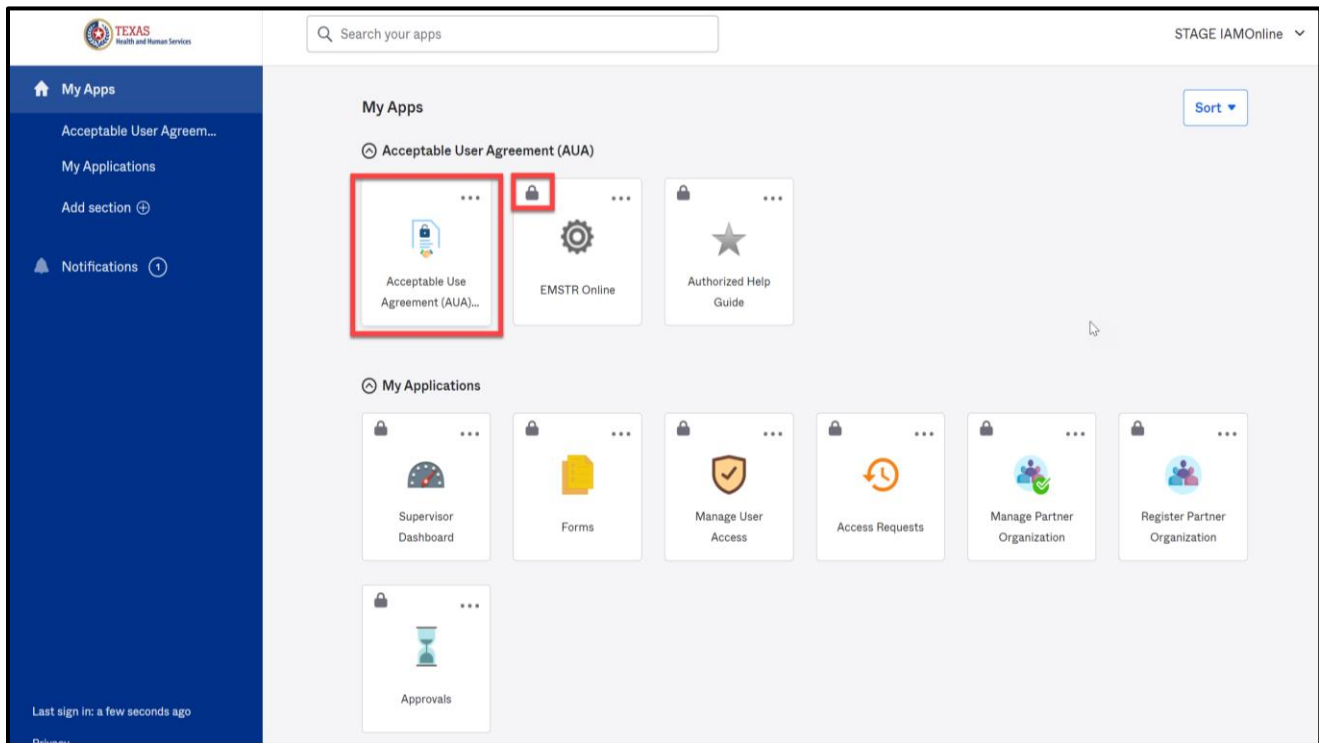 TEXAS
Health and Human Services
Search your apps
STAGE IAMOnline
My Apps
Acceptable User Agreem...
My Applications
Add section
Notifications 1
Last sign in: a few seconds ago
Privacy
My Apps
Sort
Acceptable User Agreement (AUA)
Acceptable Use
Agreement (AUA)...
EMSTR Online
Authorized Help
Guide
My Applications
Supervisor
Dashboard
Forms
Manage User
Access
Access Requests
Manage Partner
Organization
Register Partner
Organization
Approvals